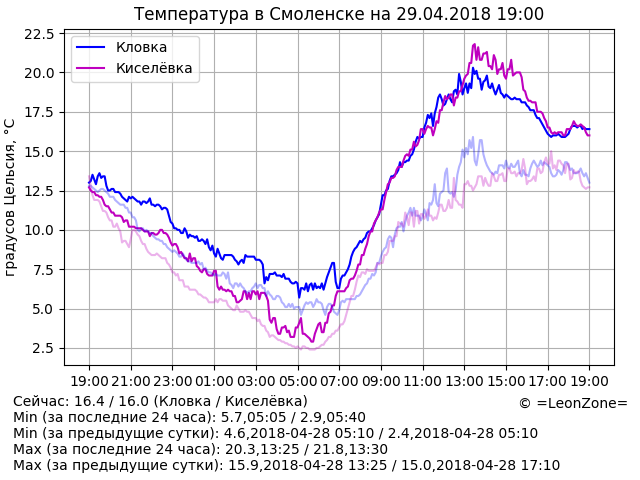 Температура в Смоленске на 29.04.2018 19:00
градусов Цельсия, °C
22.5
20.0
17.5
15.0
12.5
10.0
7.5
5.0
2.5
Кловка
Киселёвка
19:00 21:00 23:00 01:00 03:00 05:00 07:00 09:00 11:00 13:00 15:00 17:00 19:00
Сейчас: 16.4 / 16.0 (Кловка / Киселёвка)
© =LeonZone=
Min (за последние 24 часа): 5.7,05:05 / 2.9,05:40
Min (за предыдущие сутки): 4.6,2018-04-28 05:10 / 2.4,2018-04-28 05:10
Max (за последние 24 часа): 20.3,13:25 / 21.8,13:30
Max (за предыдущие сутки): 15.9,2018-04-28 13:25 / 15.0,2018-04-28 17:10